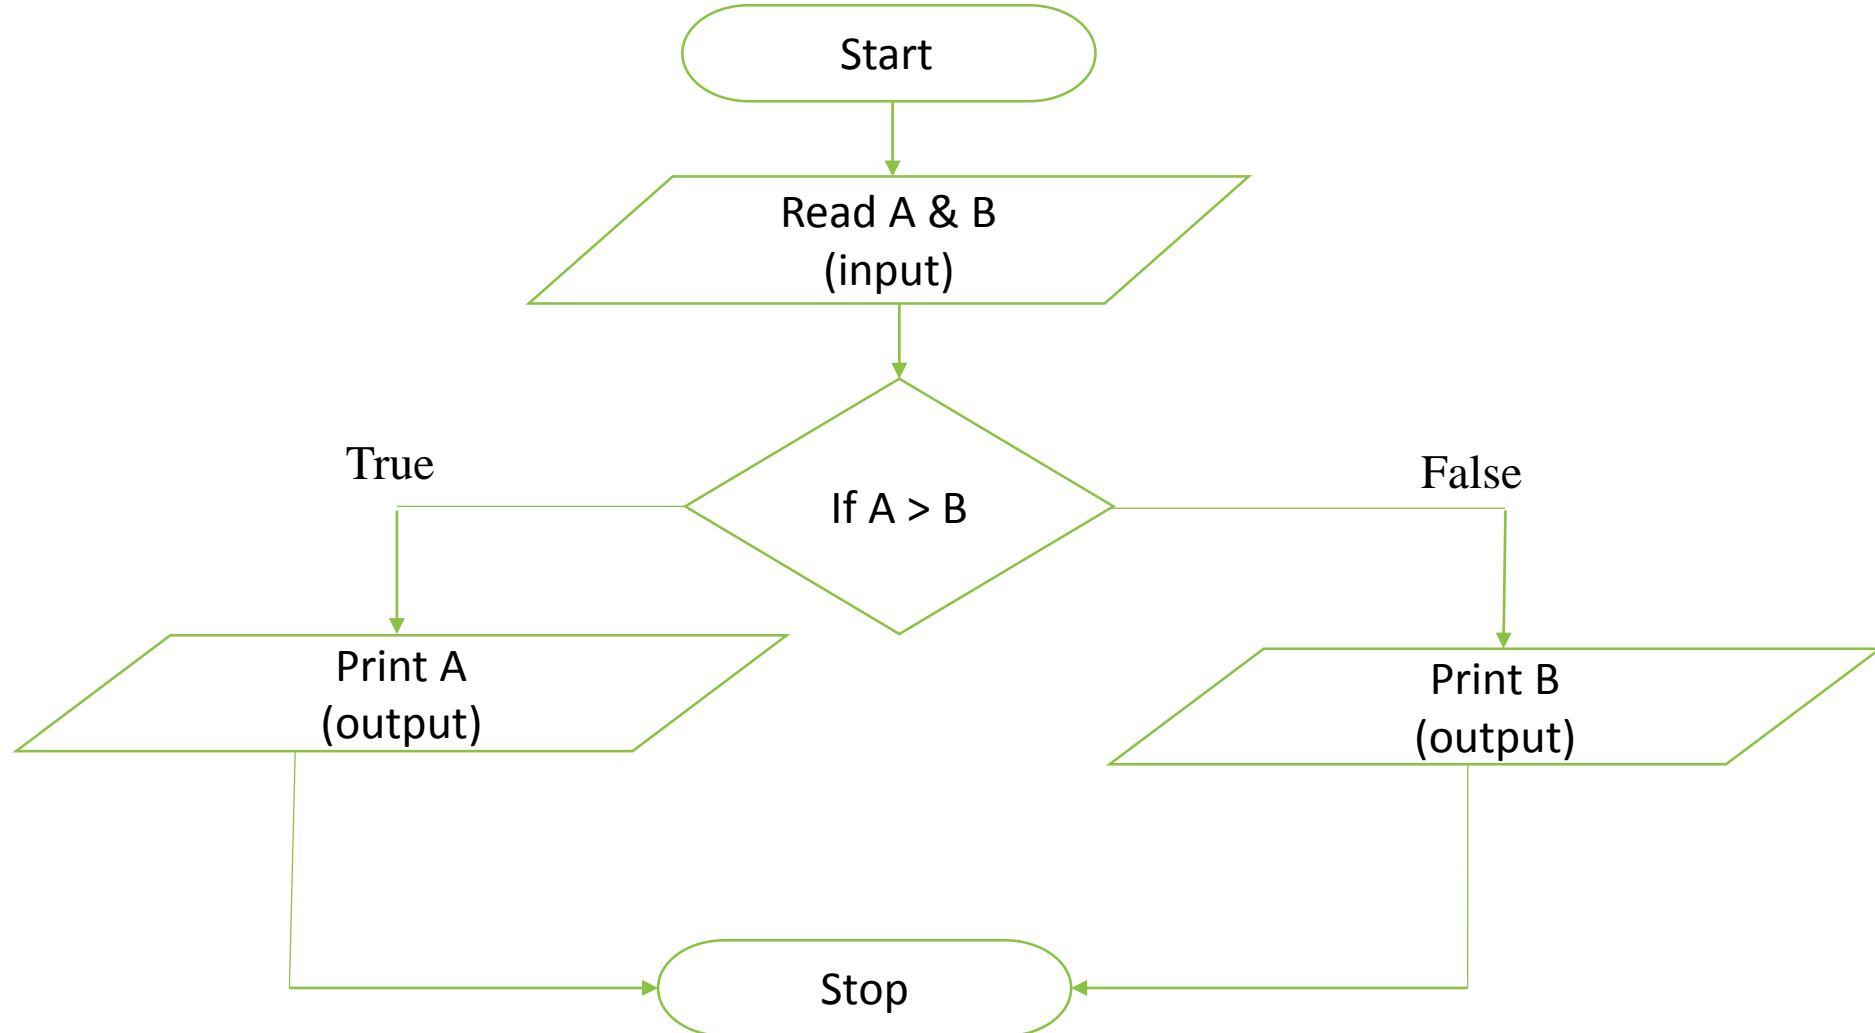 Start
Read A & B
(input)
True
If A > B
False
Print A
(output)
Print B
(output)
Stop